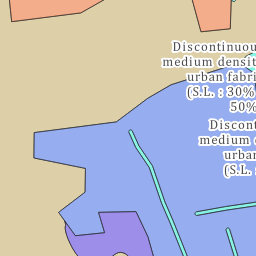 Discontinuou
medium densit
urban fabri
(S.L. : 30%
50%
Discont
medium d
urban
(S.L. :